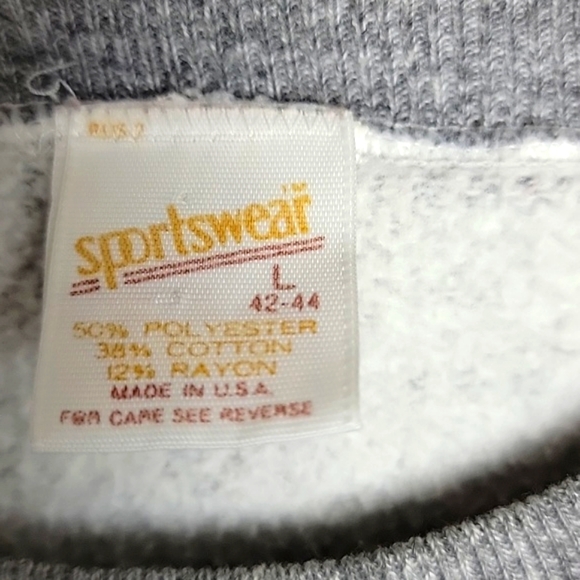 sportswear
L
42-44
50% POLYESTER
38% COTTON
12% RAYON
MADE IN U.S.A.
FOR CARE SEE REVERSE